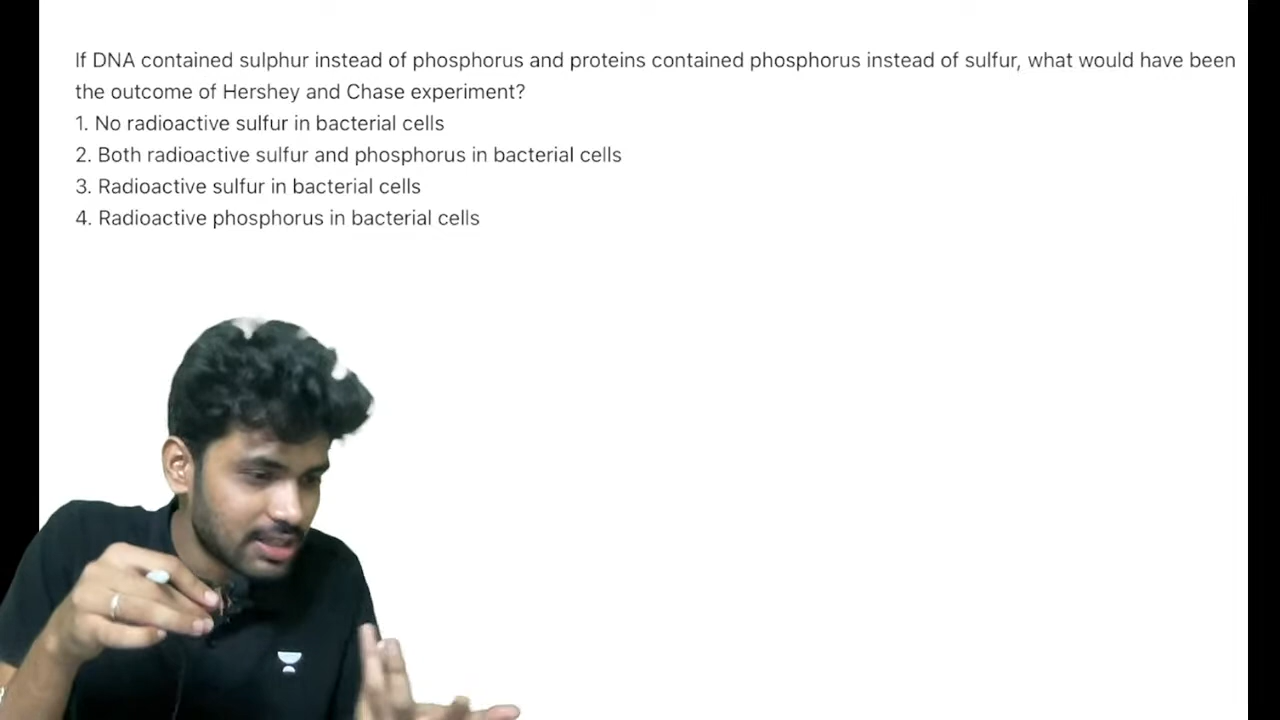 If DNA contained sulphur instead of phosphorus and proteins contained phosphorus instead of sulfur, what would have been
the outcome of Hershey and Chase experiment?
1. No radioactive sulfur in bacterial cells
2. Both radioactive sulfur and phosphorus in bacterial cells
3. Radioactive sulfur in bacterial cells
4. Radioactive phosphorus in bacterial cells